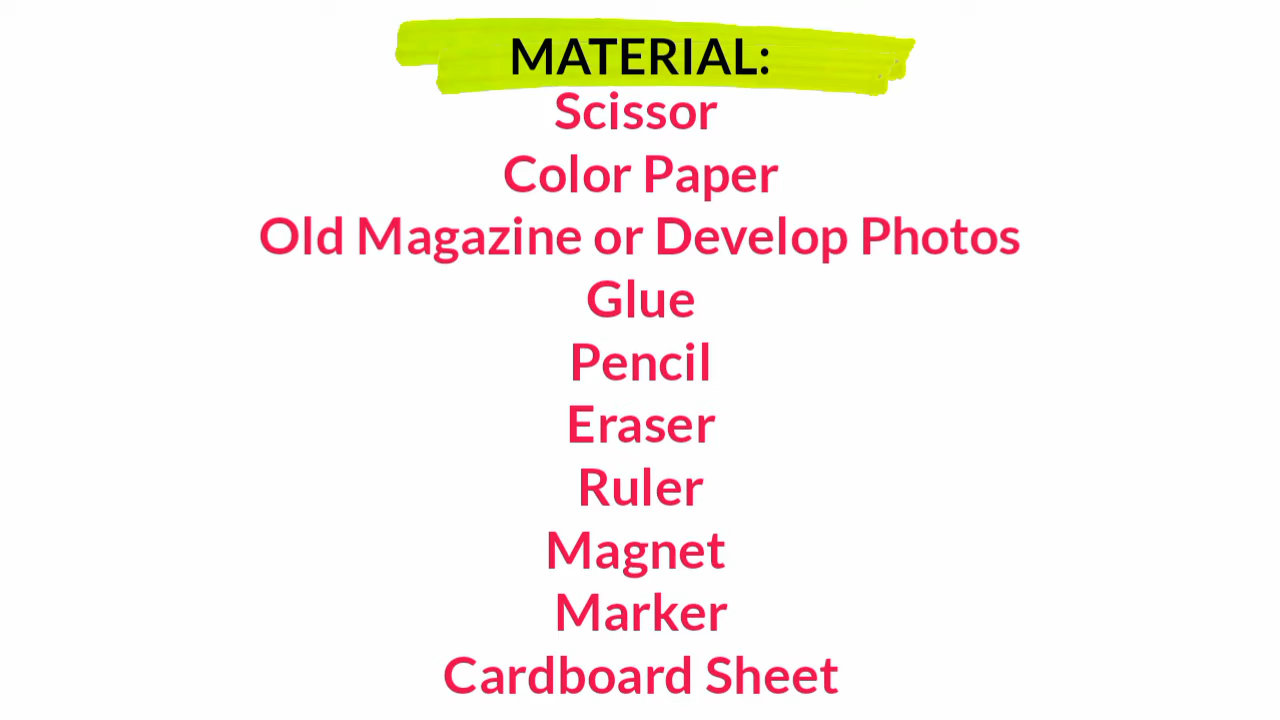 MATERIAL:
Scissor
Color Paper
Old Magazine or Develop Photos
Glue
Pencil
Eraser
Ruler
Magnet
Marker
Cardboard Sheet